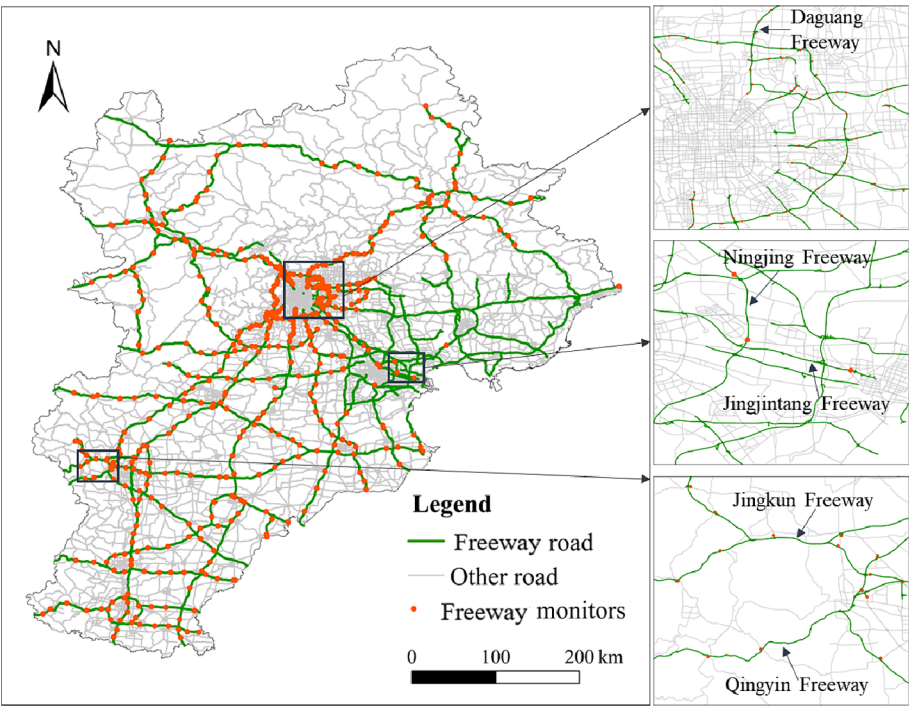 N
Legend
Freeway road
Other road
Freeway monitors
0 100 200 km
Daguang
Freeway
Ningjing Freeway
Jingjintang Freeway
Jingkun Freeway
Qingyin Freeway